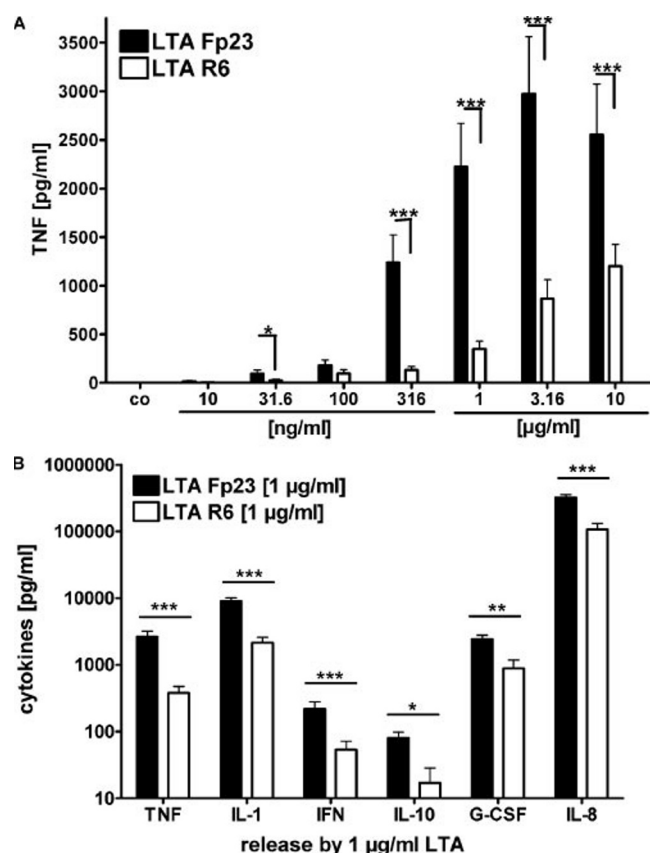 A
3500
3000
2500
2000
1500
1000
500
0
TNF [pg/ml]
LTA Fp23
LTA R6
*
***
***
***
***
co 10 31.6 100 316 1 3.16 10
[ng/ml] [µg/ml]
B
1000000
100000
10000
1000
100
10
cytokines [pg/ml]
LTA Fp23 [1 µg/ml]
LTA R6 [1 µg/ml]
***
***
***
*
**
***
TNF IL-1 IFN IL-10 G-CSF IL-8
release by 1 µg/ml LTA